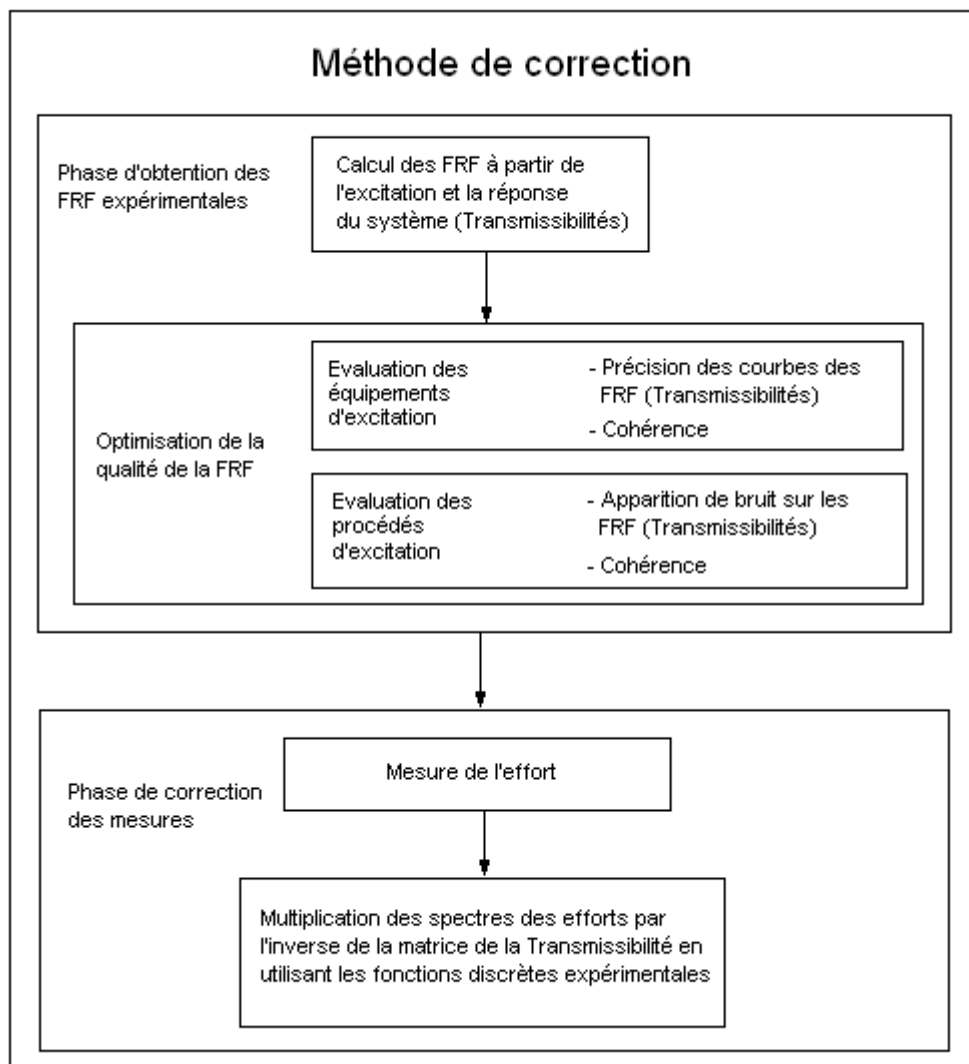 Méthode de correction
Phase d'obtention des
FRF expérimentales
Calcul des FRF à partir de
l'excitation et la réponse
du système (Transmissibilités)
Optimisation de la
qualité de la FRF
Evaluation des
équipements
d'excitation
- Précision des courbes des
FRF (Transmissibilités)
- Cohérence
Evaluation des
procédés
d'excitation
- Apparition de bruit sur les
FRF (Transmissibilités)
- Cohérence
Phase de correction
des mesures
Mesure de l'effort
Multiplication des spectres des efforts par
l'inverse de la matrice de la Transmissibilité en
utilisant les fonctions discrètes expérimentales